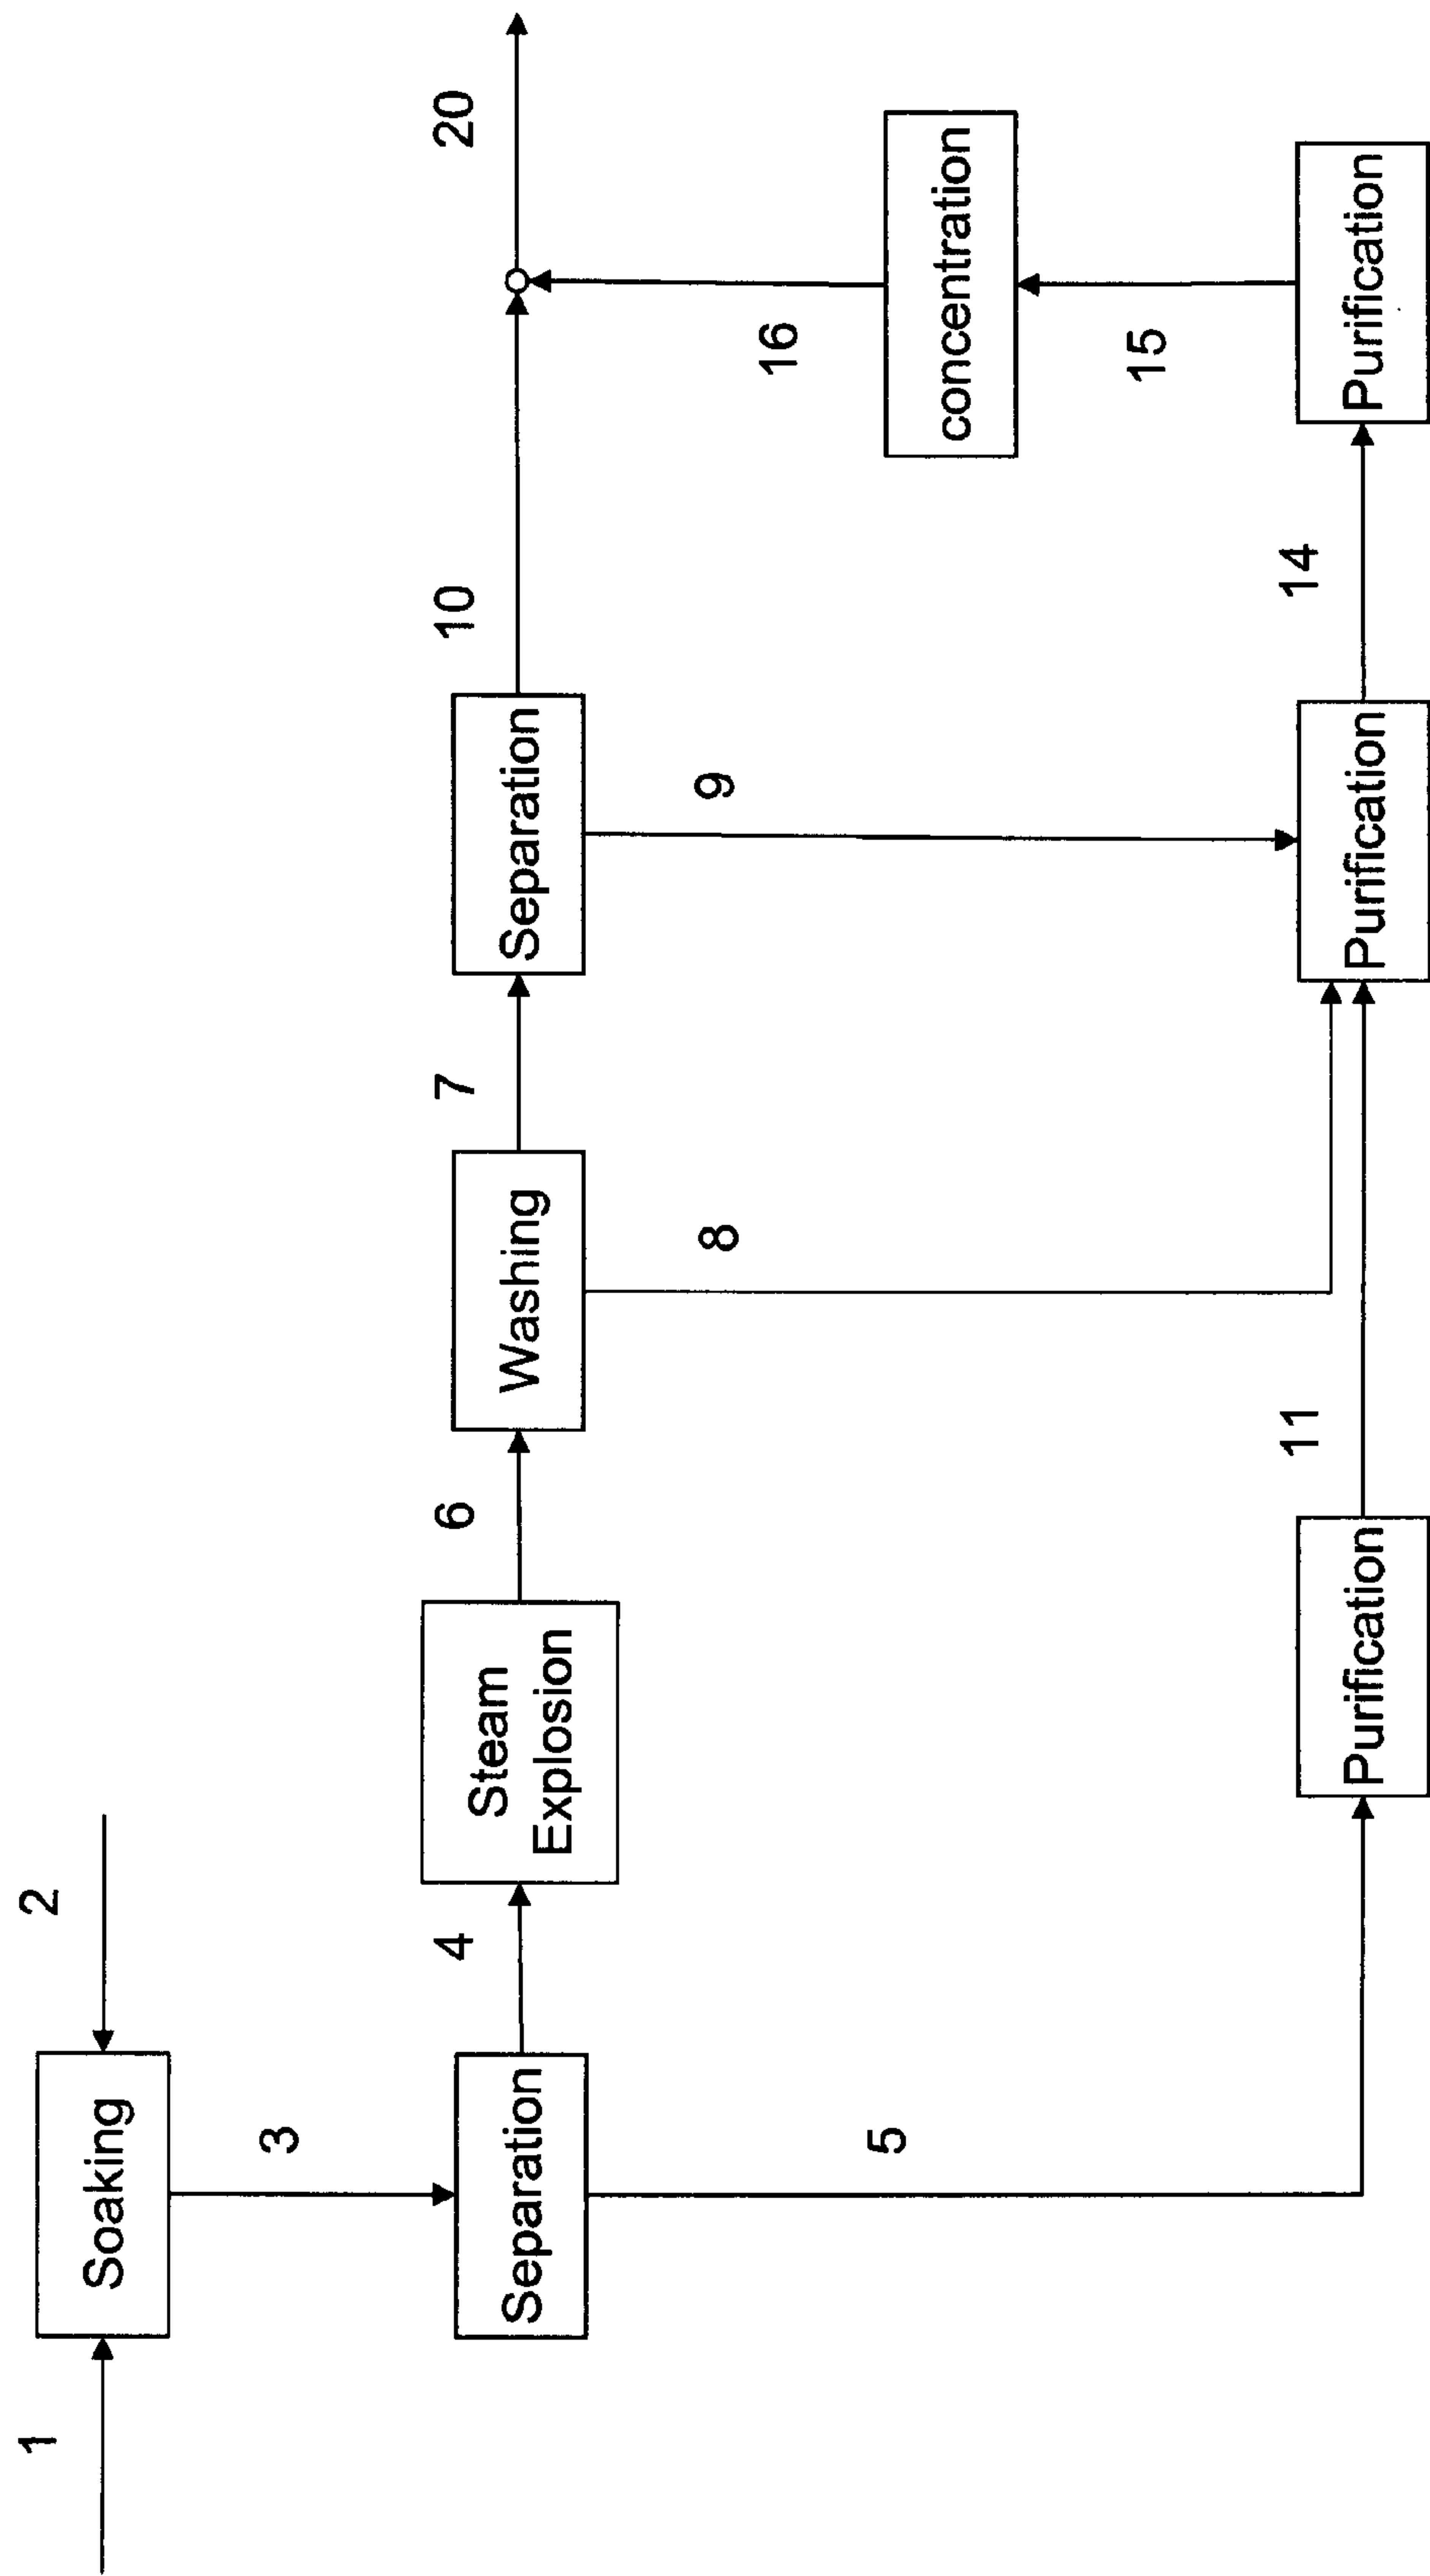 1
Soaking
2
3
Separation
4
Steam
Explosion
6
Washing
7
Separation
10
20
5
8
9
16
concentration
15
Purification
11
Purification
14
Purification